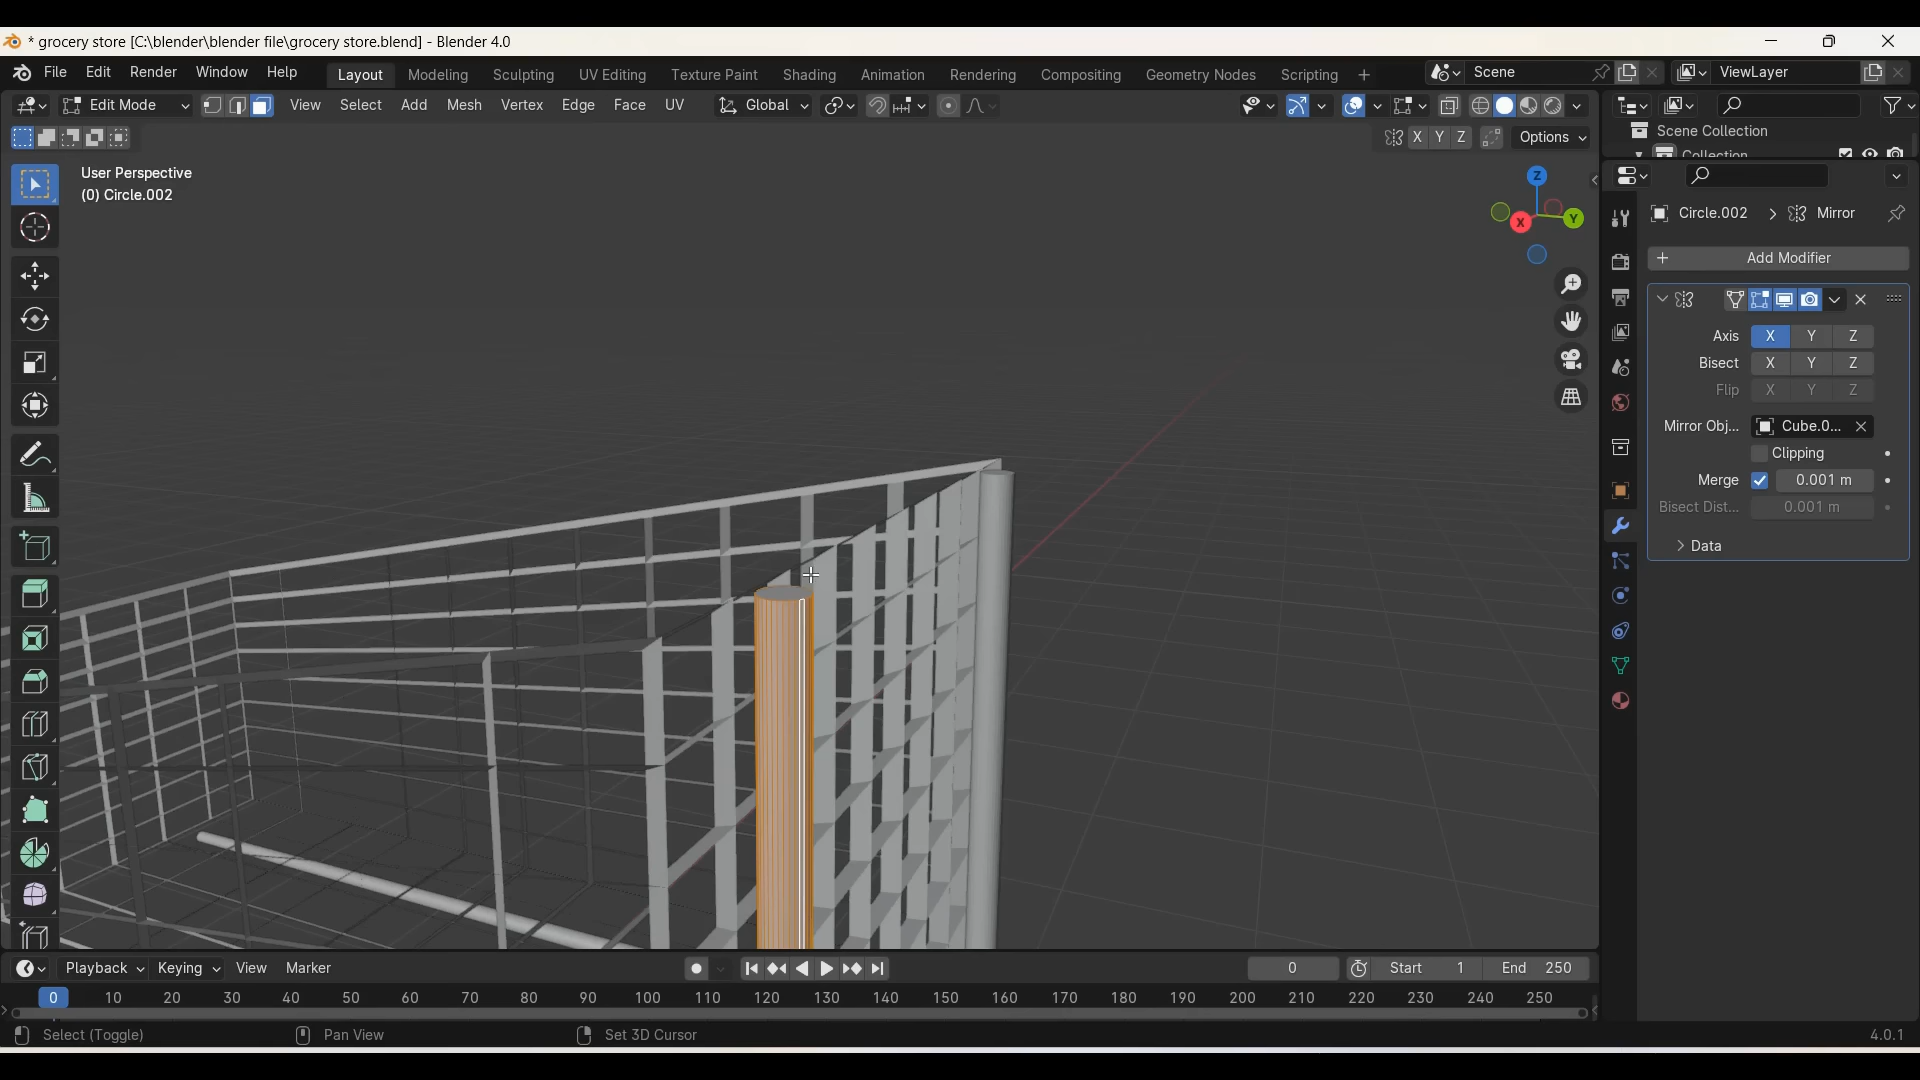 * grocery store [C:\blender\blender file\grocery store.blend] - Blender 4.0
File Edit Render Window Help Layout Modeling Sculpting UV Editing Texture Paint Shading Animation Rendering Compositing Geometry Nodes Scripting + Scene ViewLayer
Edit Mode View Select Add Mesh Vertex Edge Face UV Global
Scene Collection
X Y Z Options
Collection
User Perspective
(0) Circle.002
Z
Y
X
Circle.002 > Mirror
+ Add Modifier
Axis X Y Z
Bisect X Y Z
Flip X Y Z
Mirror Obj... Cube.0...
Clipping
Merge 0.001 m
Bisect Dist... 0.001 m
Data
Playback Keying View Marker 0 Start 1 End 250
0 10 20 30 40 50 60 70 80 90 100 110 120 130 140 150 160 170 180 190 200 210 220 230 240 250
Select (Toggle) Pan View Set 3D Cursor 4.0.1